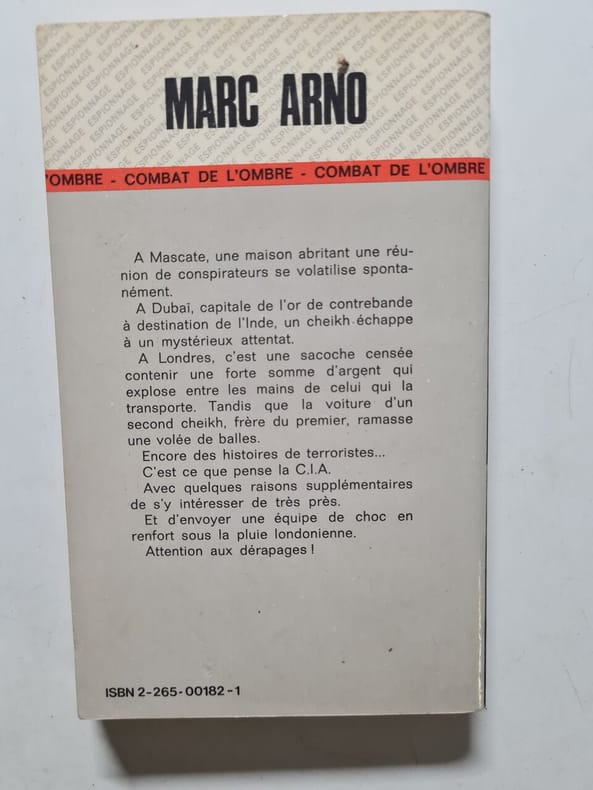 ESPIONNAGE ESPIONNAGE ESPIONNAGE ESPIONNAGE ESPIONNAGE
MARC ARNO
'OMBRE - COMBAT DE L'OMBRE - COMBAT DE L'OMBRE
A Mascate, une maison abritant une réu-
nion de conspirateurs se volatilise sponta-
nément.
A Dubaï, capitale de l'or de contrebande
à destination de l'Inde, un cheikh échappe
à un mystérieux attentat.
A Londres, c'est une sacoche censée
contenir une forte somme d'argent qui
explose entre les mains de celui qui la
transporte. Tandis que la voiture d'un
second cheikh, frère du premier, ramasse
une volée de balles.
Encore des histoires de terroristes...
C'est ce que pense la C.I.A.
Avec quelques raisons supplémentaires
de s'y intéresser de très près.
Et d'envoyer une équipe de choc en
renfort sous la pluie londonienne.
Attention aux dérapages !
ISBN 2-265-00182-1